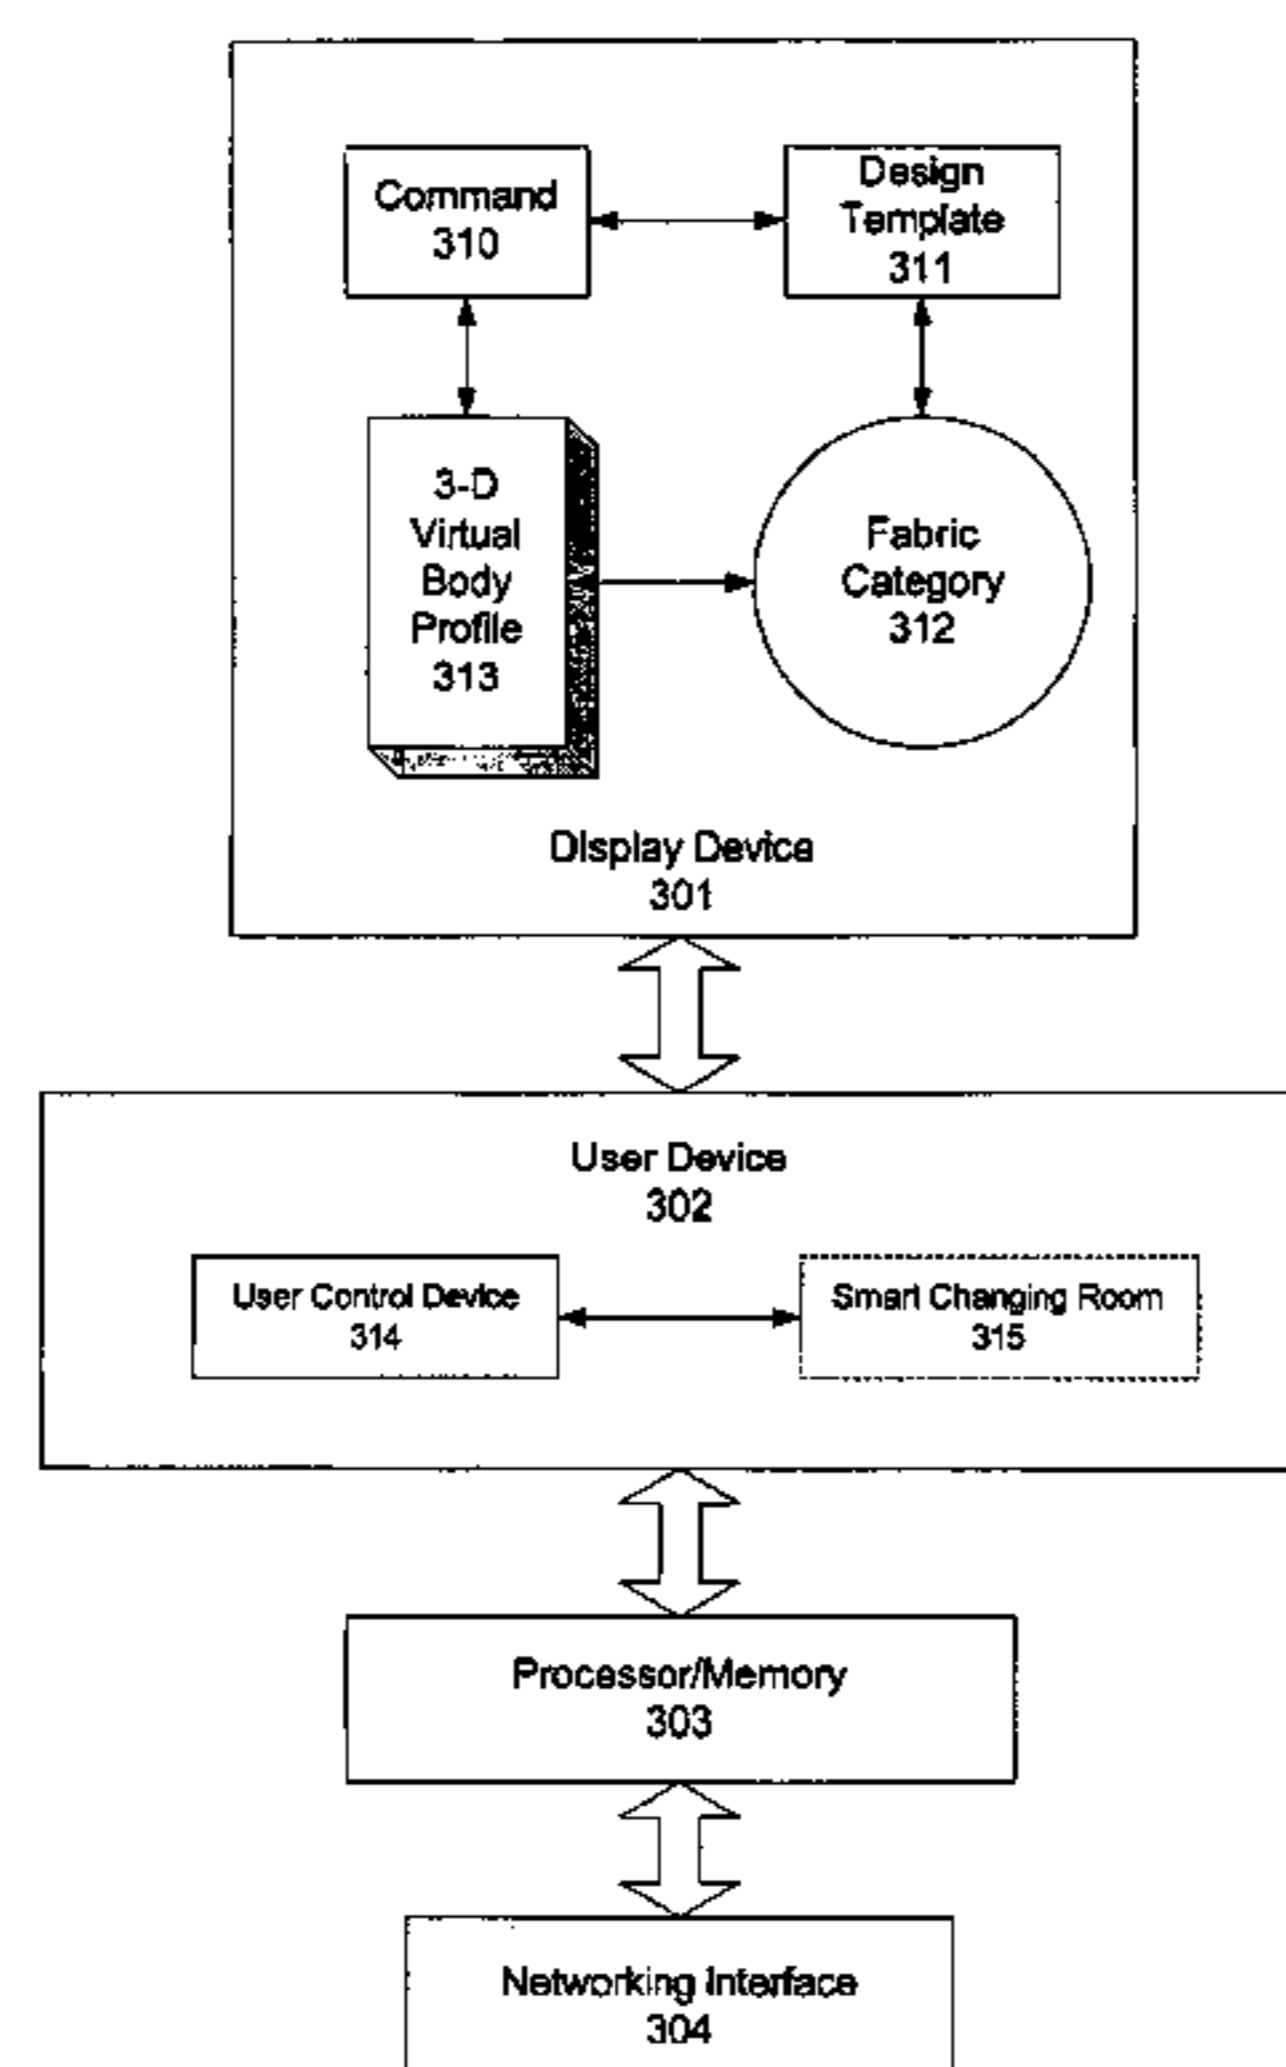 Command
310
Design
Template
311
3-D
Virtual
Body
Profile
313
Fabric
Category
312
Display Device
301
User Device
302
User Control Device
314
Smart Changing Room
315
Processor/Memory
303
Networking Interface
304